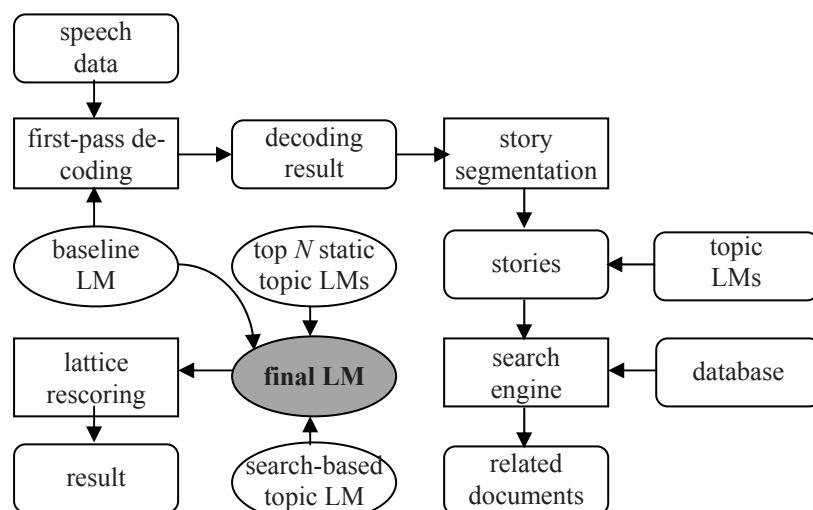 speech
data
first-pass de-
coding
decoding
result
story
segmentation
baseline
LM
top N static
topic LMs
stories
topic
LMs
lattice
rescoring
final LM
search
engine
database
result
search-based
topic LM
related
documents